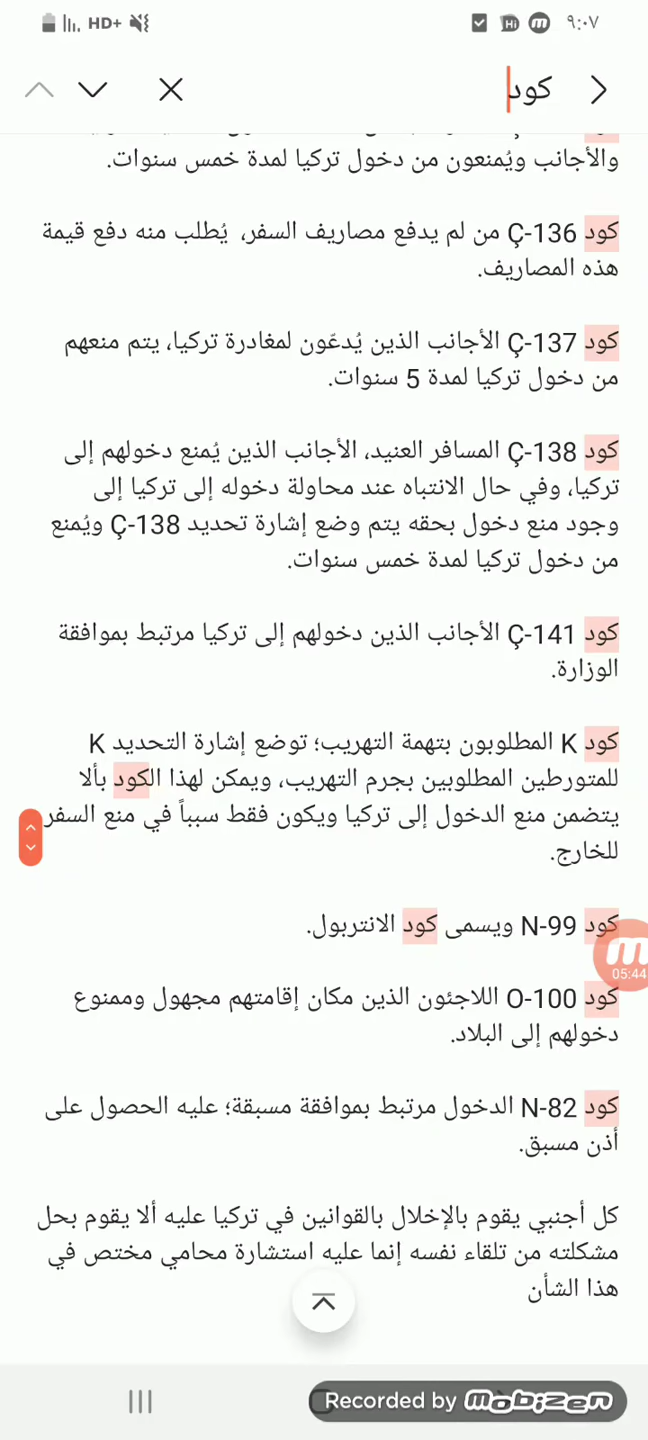 HD+
Hi
٩:٠٧
كود
والأجانب ويُمنعون من دخول تركيا لمدة خمس سنوات.
كود Ç-136 من لم يدفع مصاريف السفر، يُطلب منه دفع قيمة
هذه المصاريف.
كود Ç-137 الأجانب الذين يُدعّون لمغادرة تركيا، يتم منعهم
من دخول تركيا لمدة 5 سنوات.
كود Ç-138 المسافر العنيد، الأجانب الذين يُمنع دخولهم إلى
تركيا، وفي حال الانتباه عند محاولة دخوله إلى تركيا إلى
وجود منع دخول بحقه يتم وضع إشارة تحديد Ç-138 ويُمنع
من دخول تركيا لمدة خمس سنوات.
كود Ç-141 الأجانب الذين دخولهم إلى تركيا مرتبط بموافقة
الوزارة.
كود K المطلوبون بتهمة التهريب؛ توضع إشارة التحديد K
للمتورطين المطلوبين بجرم التهريب، ويمكن لهذا الكود بألا
يتضمن منع الدخول إلى تركيا ويكون فقط سبباً في منع السفر
للخارج.
كود N-99 ويسمى كود الانتربول.
05:44
كود O-100 اللاجئون الذين مكان إقامتهم مجهول وممنوع
دخولهم إلى البلاد.
كود N-82 الدخول مرتبط بموافقة مسبقة؛ عليه الحصول على
أذن مسبق.
كل أجنبي يقوم بالإخلال بالقوانين في تركيا عليه ألا يقوم بحل
مشكلته من تلقاء نفسه إنما عليه استشارة محامي مختص في
هذا الشأن
Recorded by mobizen